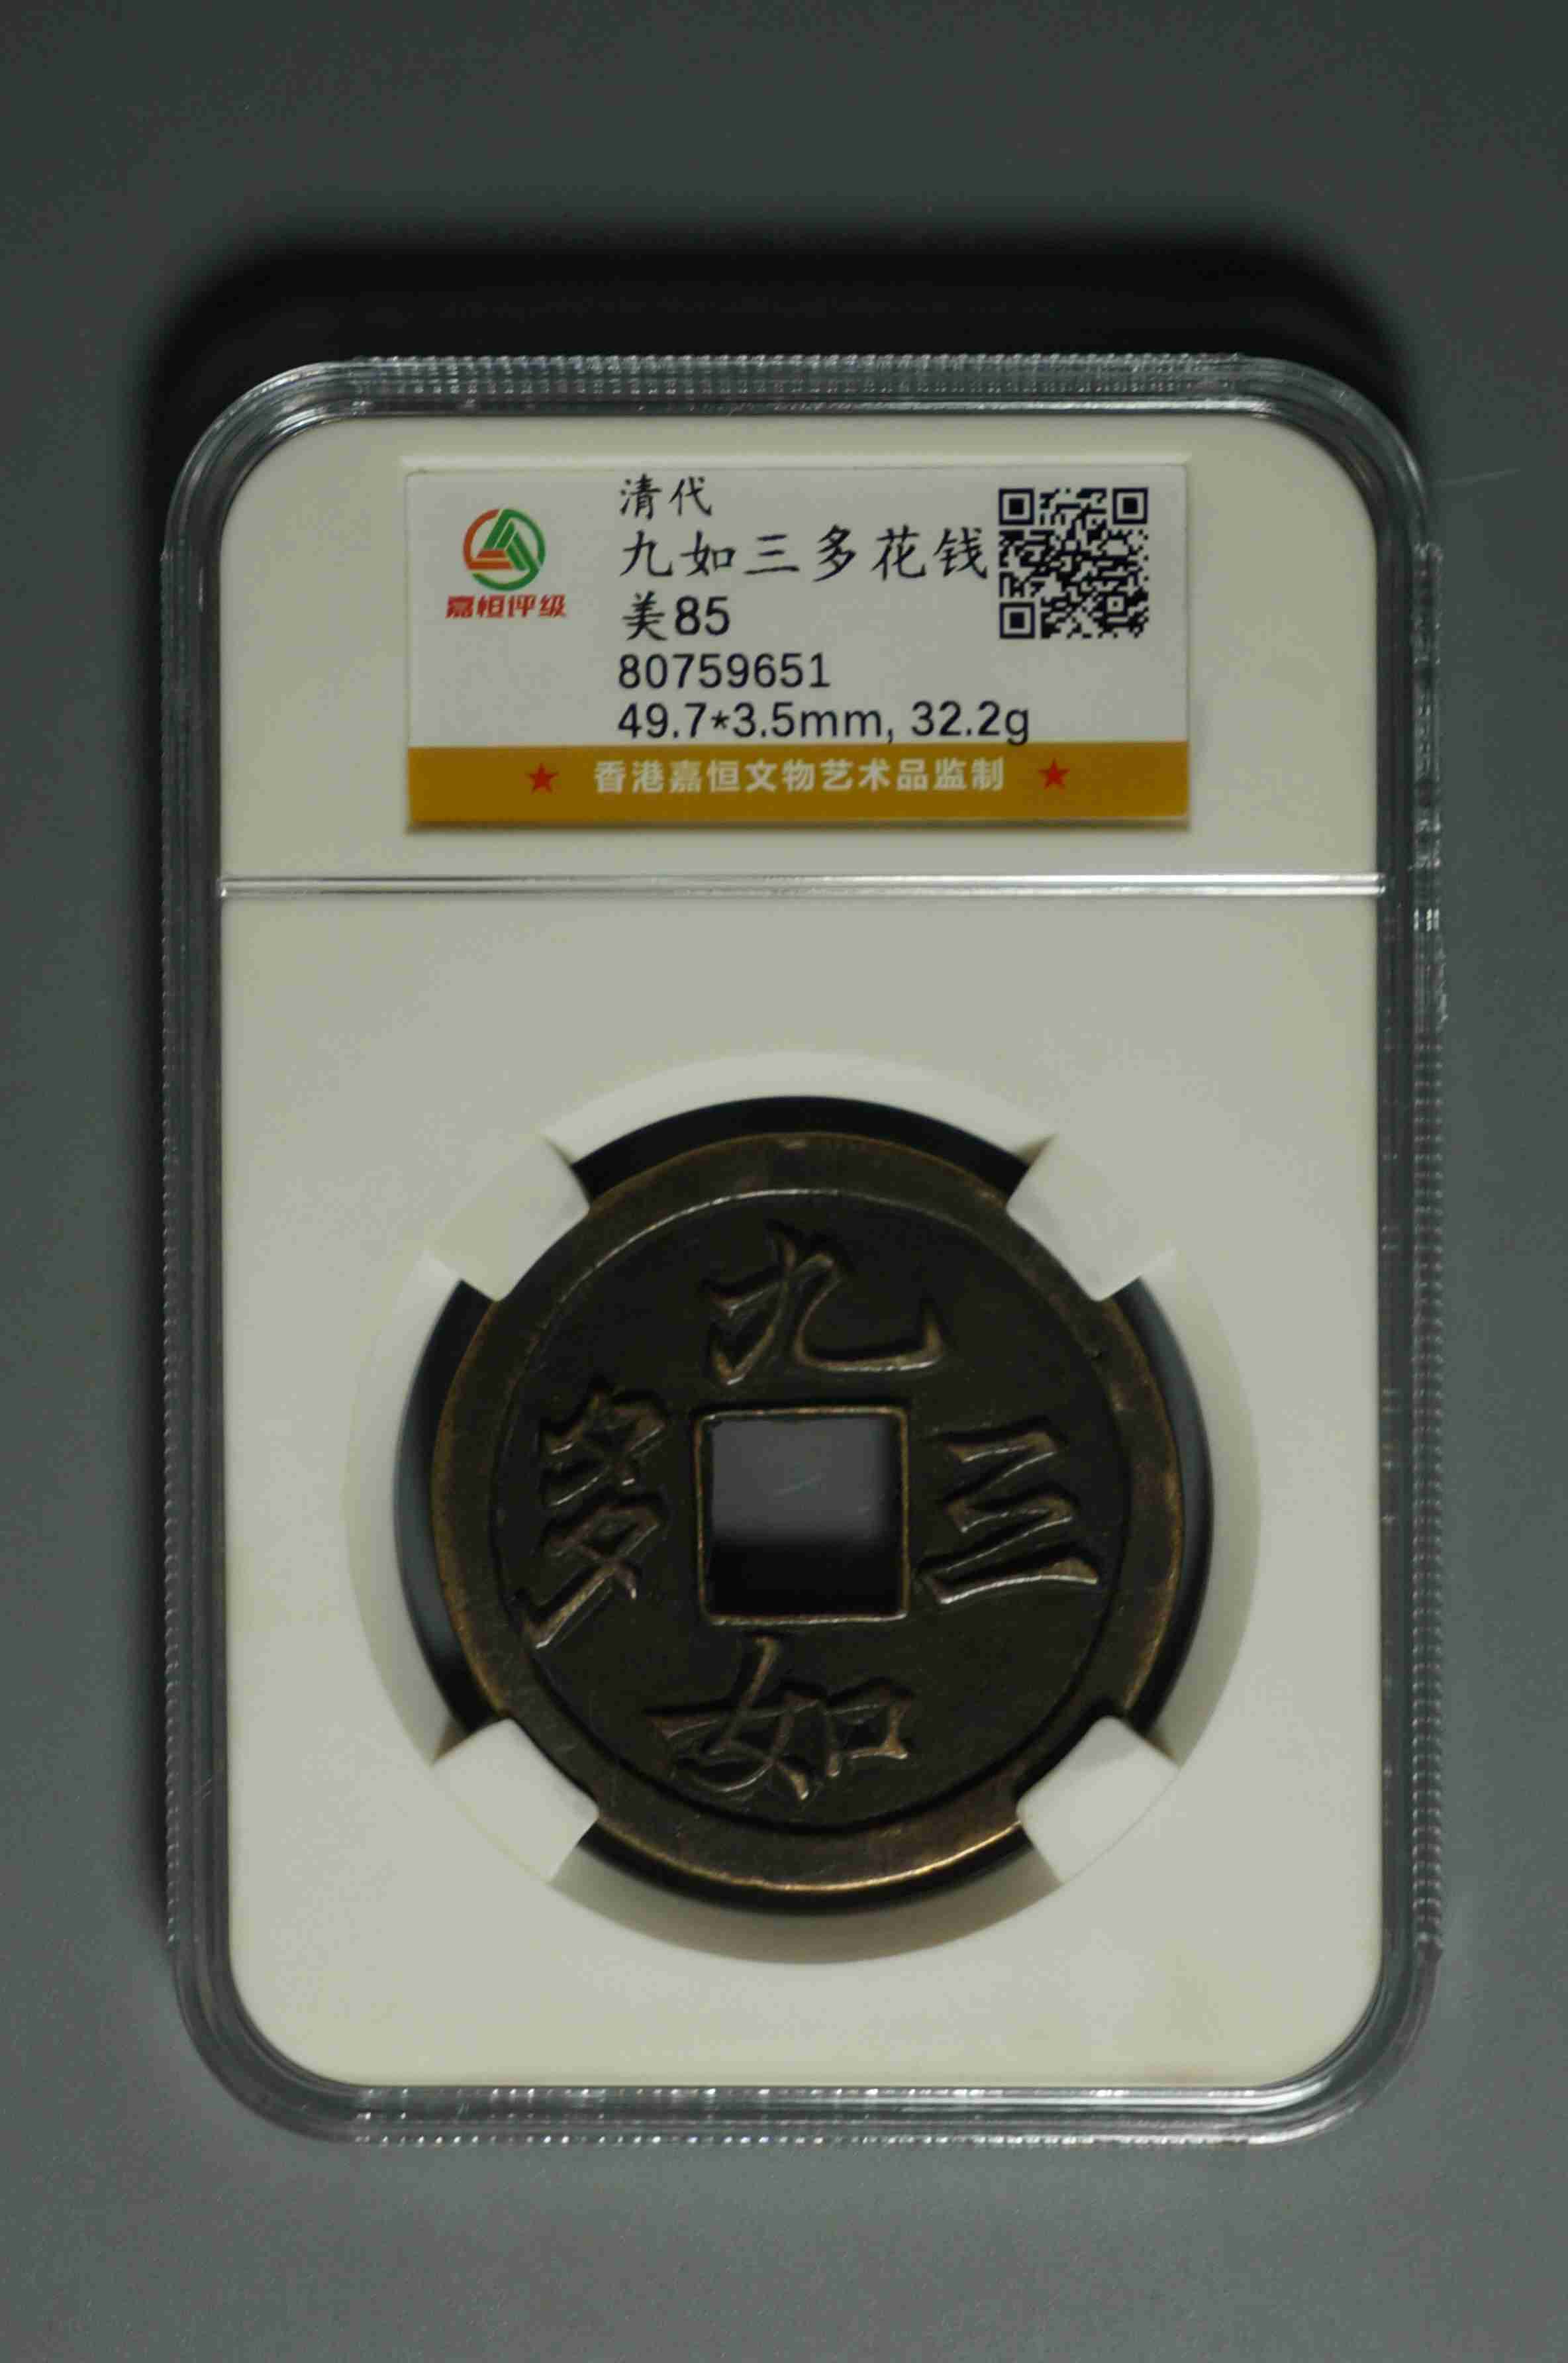 清代
九如三多花钱
美85
80759651
49.7*3.5mm, 32.2g
嘉恒评级
★ 香港嘉恒文物艺术品监制 ★
九
多 三
如